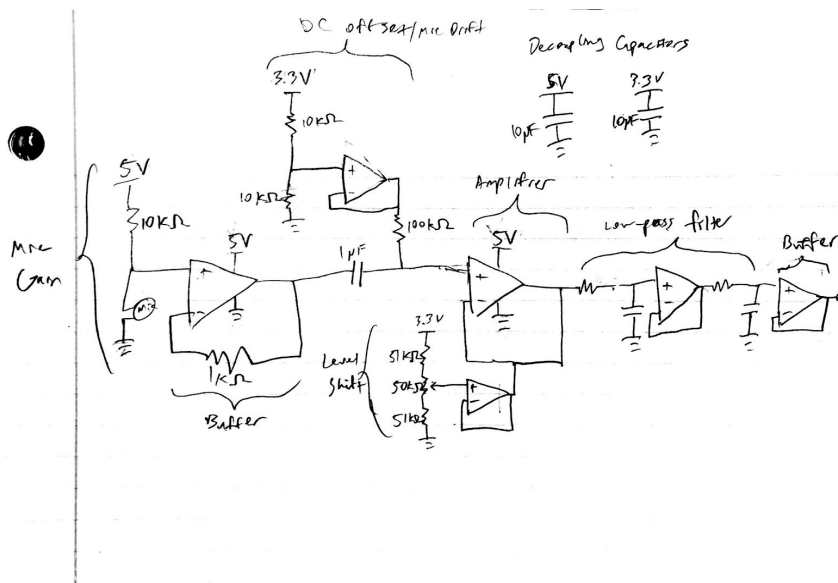 DC offset/Mic Drift
Decoupling Capacitors
3.3V
5V
3.3V
10kΩ
10µF
10µF
5V
10kΩ
Amplifier
10kΩ
100kΩ
5V
Low-pass filter
Mic
Gain
5V
1µF
Buffer
+
-
Mic
3.3V
1kΩ
Level
Shift
51kΩ
50kΩ
51kΩ
Buffer